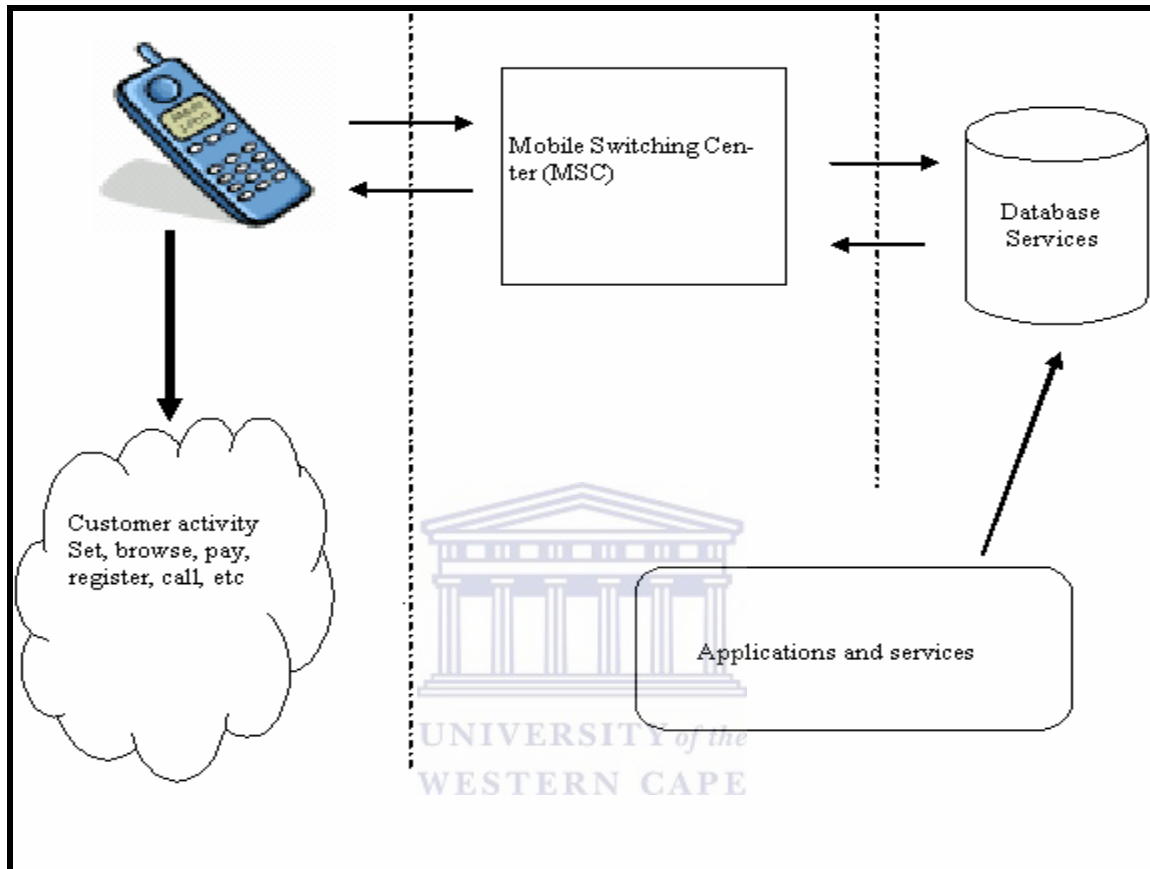 Mobile Switching Cen-
ter (MSC)
Database
Services
Customer activity
Set, browse, pay,
register, call, etc
Applications and services
UNIVERSITY of the
WESTERN CAPE